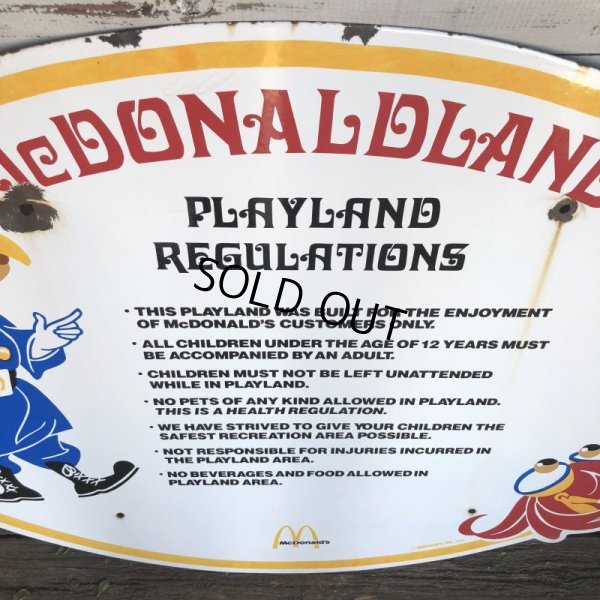 McDONALDLAND
PLAYLAND
REGULATIONS
SOLD OUT
• THIS PLAYLAND WAS BUILT FOR THE ENJOYMENT
OF McDONALD'S CUSTOMERS ONLY.
• ALL CHILDREN UNDER THE AGE OF 12 YEARS MUST
BE ACCOMPANIED BY AN ADULT.
• CHILDREN MUST NOT BE LEFT UNATTENDED
WHILE IN PLAYLAND.
• NO PETS OF ANY KIND ALLOWED IN PLAYLAND.
THIS IS A HEALTH REGULATION.
• WE HAVE STRIVED TO GIVE YOUR CHILDREN THE
SAFEST RECREATION AREA POSSIBLE.
• NOT RESPONSIBLE FOR INJURIES INCURRED IN
THE PLAYLAND AREA.
• NO BEVERAGES AND FOOD ALLOWED IN
PLAYLAND AREA.
McDonald's